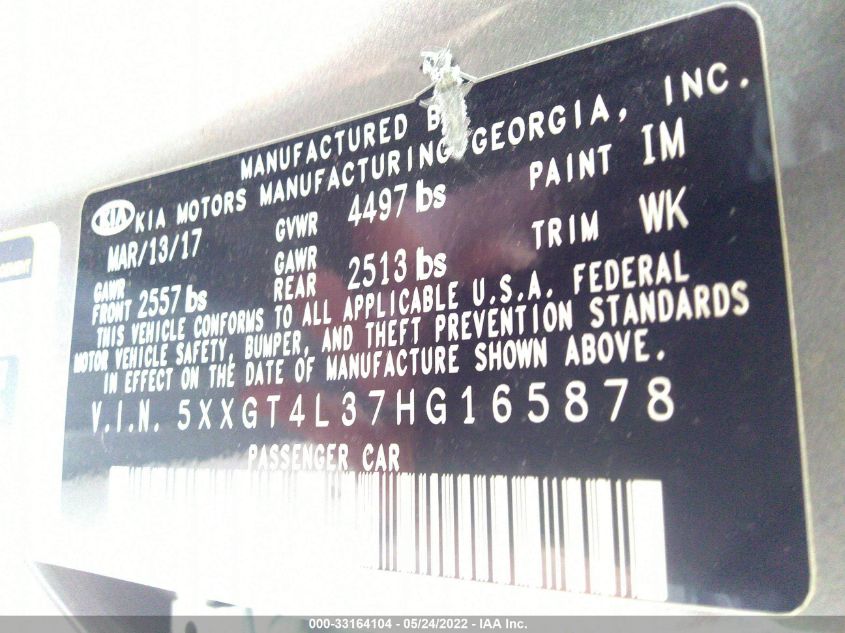 MANUFACTURED BY
KIA KIA MOTORS MANUFACTURING GEORGIA, INC.
MAR/13/17 GVWR 4497 lbs PAINT IM
GAWR FRONT 2557 lbs GAWR REAR 2513 lbs TRIM WK
THIS VEHICLE CONFORMS TO ALL APPLICABLE U.S.A. FEDERAL
MOTOR VEHICLE SAFETY, BUMPER, AND THEFT PREVENTION STANDARDS
IN EFFECT ON THE DATE OF MANUFACTURE SHOWN ABOVE.
V.I.N. 5XXGT4L37HG165878
PASSENGER CAR
000-33164104 - 05/24/2022 - IAA Inc.